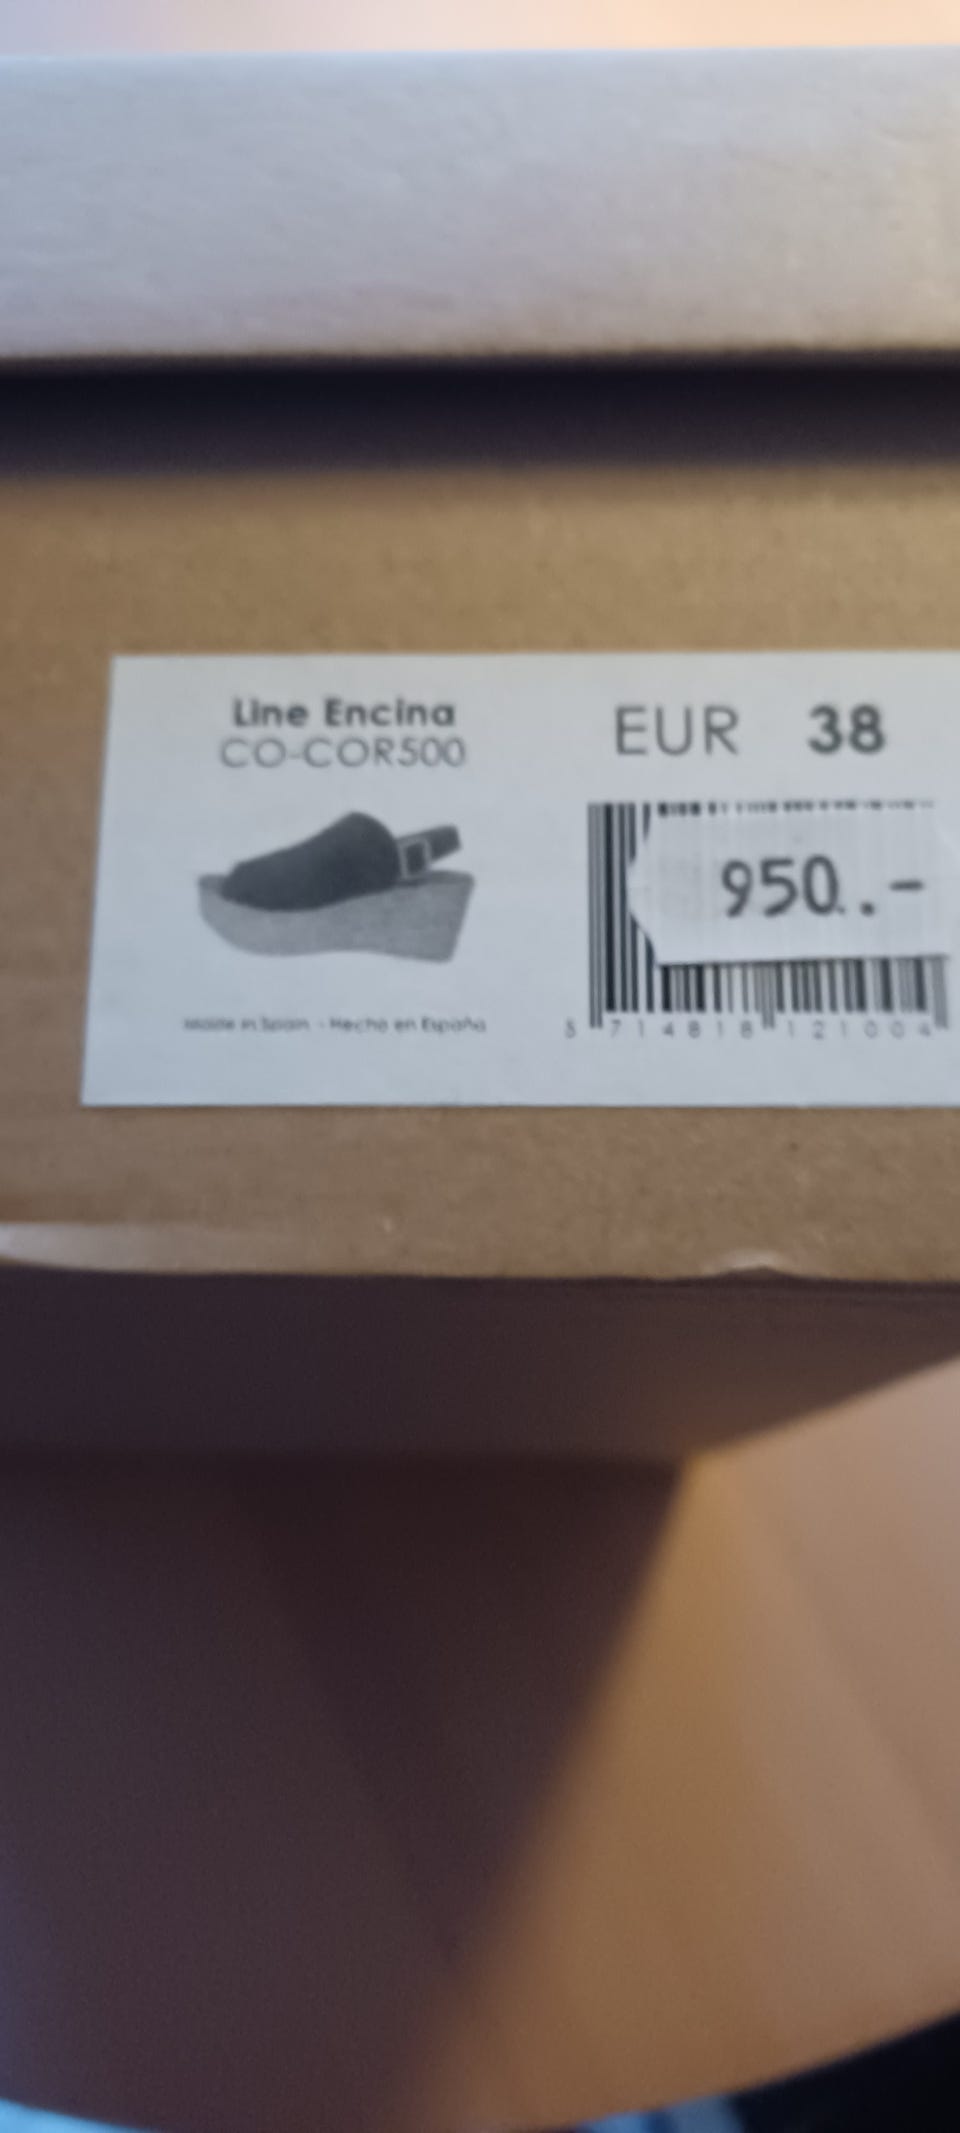 Line Encina
CO-COR500
Made in Spain - Hecho en España
EUR 38
950.-
5 714818 121004